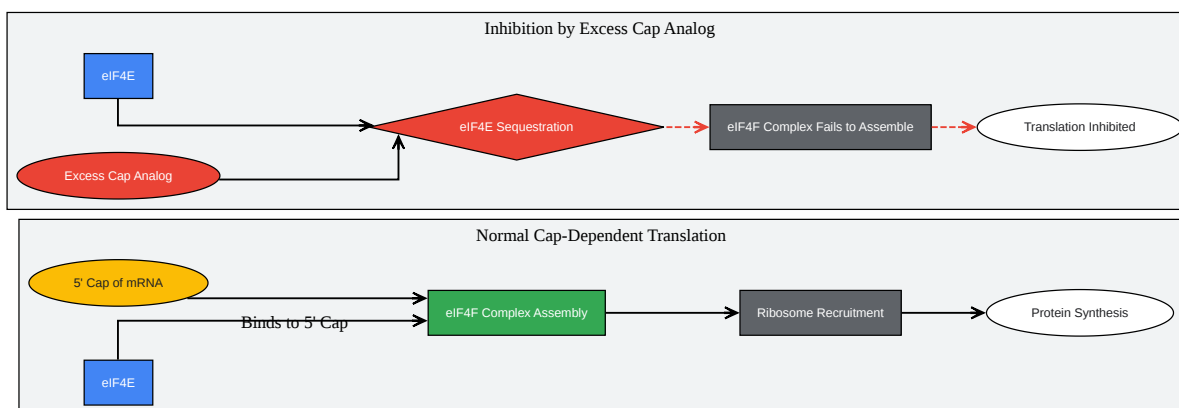 Inhibition by Excess Cap Analog
eIF4E
eIF4E Sequestration
eIF4F Complex Fails to Assemble
Translation Inhibited
Excess Cap Analog
Normal Cap-Dependent Translation
5' Cap of mRNA
Binds to 5' Cap
eIF4F Complex Assembly
Ribosome Recruitment
Protein Synthesis
eIF4E